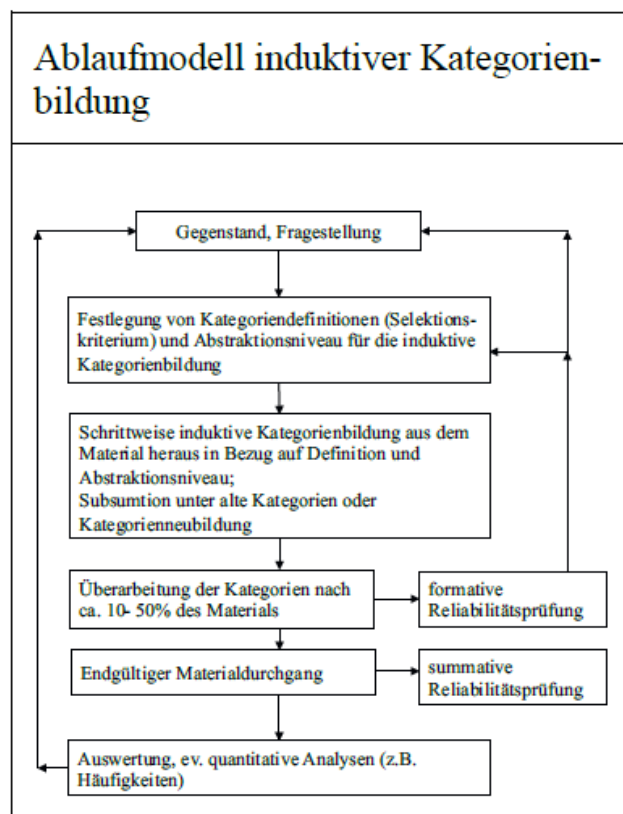 Ablaufmodell induktiver Kategorien-
bildung
Gegenstand, Fragestellung
Festlegung von Kategoriendefinitionen (Selektions-
kriterium) und Abstraktionsniveau für die induktive
Kategorienbildung
Schrittweise induktive Kategorienbildung aus dem
Material heraus in Bezug auf Definition und
Abstraktionsniveau;
Subsumtion unter alte Kategorien oder
Kategorienneubildung
Überarbeitung der Kategorien nach
ca. 10- 50% des Materials
formative
Reliabilitätsprüfung
Endgültiger Materialdurchgang
summative
Reliabilitätsprüfung
Auswertung, ev. quantitative Analysen (z.B.
Häufigkeiten)